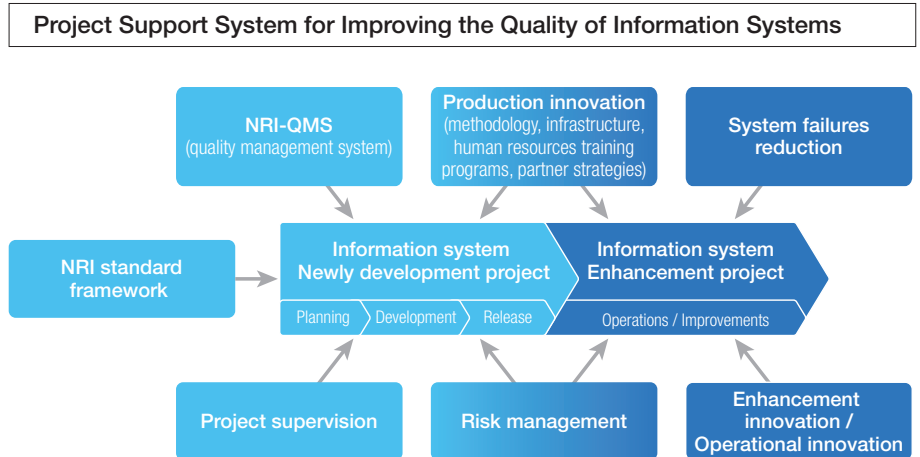 Project Support System for Improving the Quality of Information Systems
NRI-QMS
(quality management system)
Production innovation
(methodology, infrastructure,
human resources training
programs, partner strategies)
System failures
reduction
NRI standard
framework
Information system
Newly development project
Planning
Development
Release
Information system
Enhancement project
Operations / Improvements
Project supervision
Risk management
Enhancement
innovation /
Operational innovation